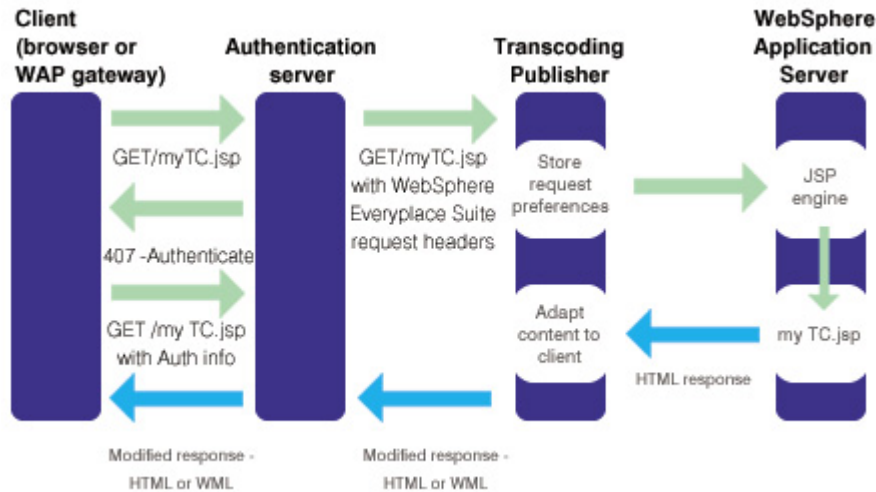 Client
(browser or
WAP gateway)
Authentication
server
Transcoding
Publisher
WebSphere
Application
Server
GET/myTC.jsp
407 -Authenticate
GET /my TC.jsp
with Auth info
Modified response -
HTML or WML
GET/myTC.jsp
with WebSphere
Everyplace Suite
request headers
Modified response -
HTML or WML
Store
request
preferences
Adapt
content to
client
HTML response
JSP
engine
my TC.jsp